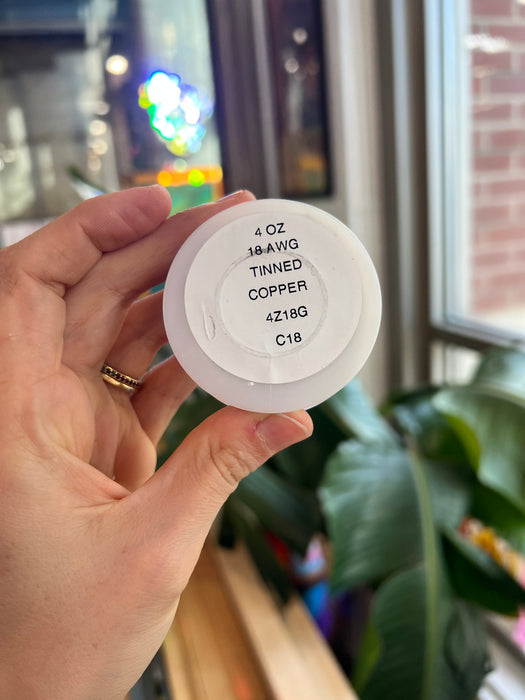 4 OZ
18 AWG
TINNED
COPPER
4Z18G
C18